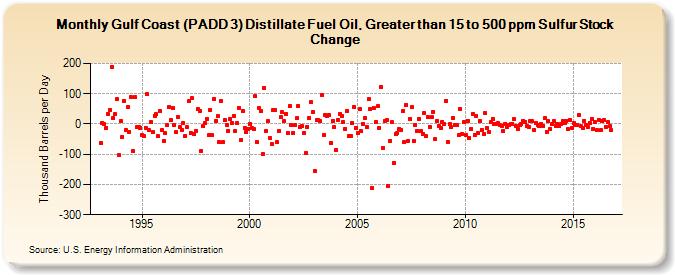 Monthly Gulf Coast (PADD 3) Distillate Fuel Oil, Greater than 15 to 500 ppm Sulfur Stock
Change
Thousand Barrels per Day
200
100
0
-100
-200
-300
1995
2000
2005
2010
2015
Source: U.S. Energy Information Administration